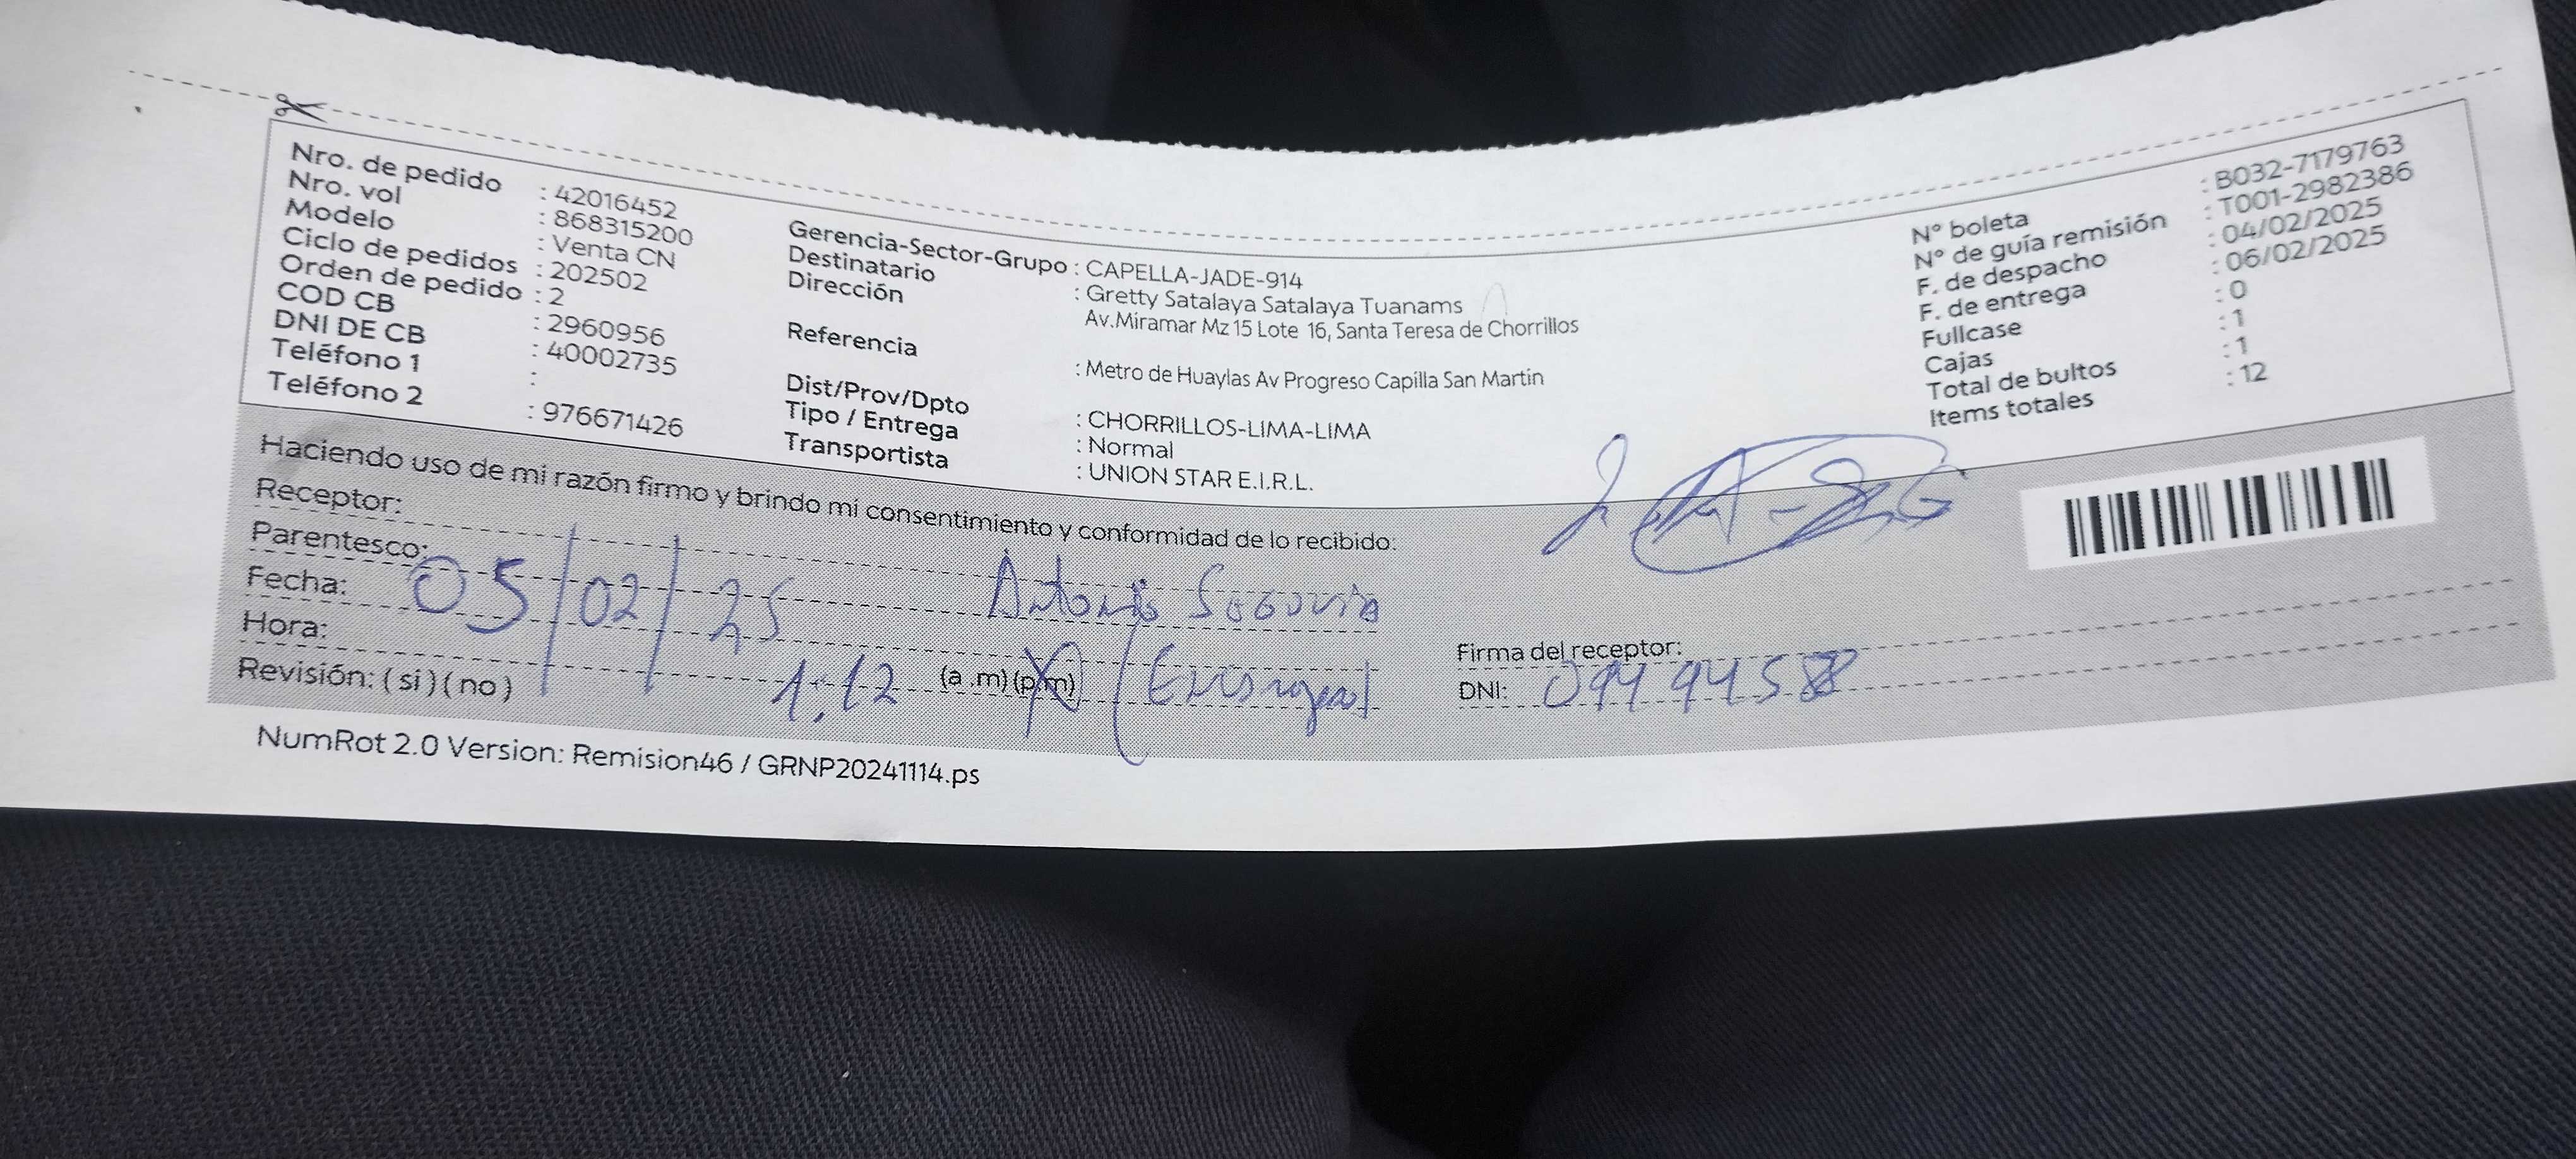 Nro. de pedido : 42016452
Nro. vol : 868315200
Modelo : Venta CN
Ciclo de pedidos : 202502
Orden de pedido : 2
COD CB : 2960956
DNI DE CB : 40002735
Teléfono 1 :
Teléfono 2 : 976671426
Gerencia-Sector-Grupo : CAPELLA-JADE-914
Destinatario : Gretty Satalaya Satalaya Tuanams
Dirección Av.Miramar Mz 15 Lote 16, Santa Teresa de Chorrillos
Referencia : Metro de Huaylas Av Progreso Capilla San Martin
Dist/Prov/Dpto : CHORRILLOS-LIMA-LIMA
Tipo / Entrega : Normal
Transportista : UNION STAR E.I.R.L.
N° boleta : B032-7179763
N° de guía remisión : T001-2982386
F. de despacho : 04/02/2025
F. de entrega : 06/02/2025
Fullcase : 0
Cajas : 1
Total de bultos : 1
Items totales : 12
Haciendo uso de mi razón firmo y brindo mi consentimiento y conformidad de lo recibido:
Receptor:
Parentesco: Antonio
Fecha: 05/02/25
Hora: 1:12 (a .m)(p.m)
Revisión: ( si ) ( no )
Firma del receptor:
DNI:
NumRot 2.0 Version: Remision46 / GRNP20241114.ps